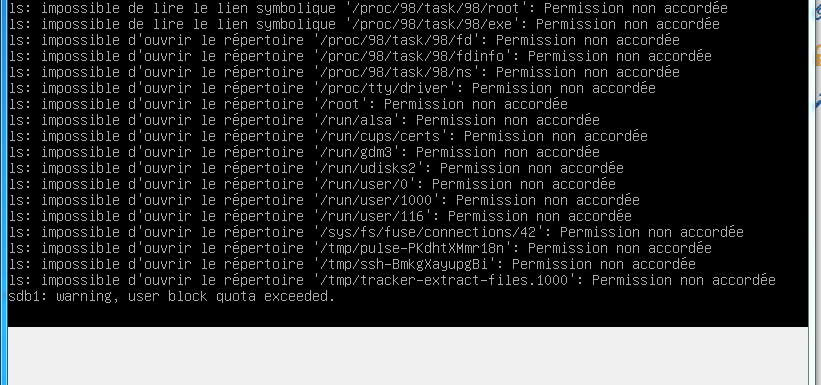 ls: impossible de lire le lien symbolique '/proc/98/task/98/root': Permission non accordée
ls: impossible de lire le lien symbolique '/proc/98/task/98/exe': Permission non accordée
ls: impossible d'ouvrir le répertoire '/proc/98/task/98/fd': Permission non accordée
ls: impossible d'ouvrir le répertoire '/proc/98/task/98/fdinfo': Permission non accordée
ls: impossible d'ouvrir le répertoire '/proc/98/task/98/ns': Permission non accordée
ls: impossible d'ouvrir le répertoire '/proc/tty/driver': Permission non accordée
ls: impossible d'ouvrir le répertoire '/root': Permission non accordée
ls: impossible d'ouvrir le répertoire '/run/alsa': Permission non accordée
ls: impossible d'ouvrir le répertoire '/run/cups/certs': Permission non accordée
ls: impossible d'ouvrir le répertoire '/run/gdm3': Permission non accordée
ls: impossible d'ouvrir le répertoire '/run/udisks2': Permission non accordée
ls: impossible d'ouvrir le répertoire '/run/user/0': Permission non accordée
ls: impossible d'ouvrir le répertoire '/run/user/1000': Permission non accordée
ls: impossible d'ouvrir le répertoire '/run/user/116': Permission non accordée
ls: impossible d'ouvrir le répertoire '/sys/fs/fuse/connections/42': Permission non accordée
ls: impossible d'ouvrir le répertoire '/tmp/pulse-PKdhtXMmr18n': Permission non accordée
ls: impossible d'ouvrir le répertoire '/tmp/ssh-BmkgXayupgBi': Permission non accordée
ls: impossible d'ouvrir le répertoire '/tmp/tracker-extract-files.1000': Permission non accordée
sdb1: warning, user block quota exceeded.